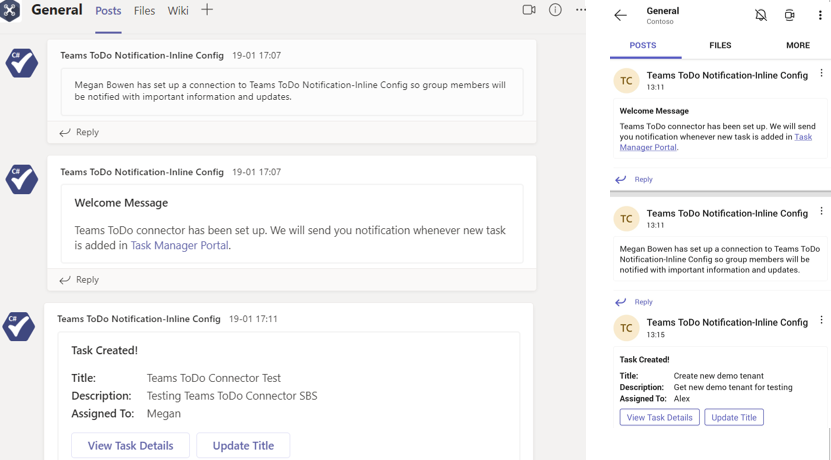 General Posts Files Wiki
C#
Teams ToDo Notification-Inline Config 19-01 17:07
Megan Bowen has set up a connection to Teams ToDo Notification-Inline Config so group members will
be notified with important information and updates.
Reply
C#
Teams ToDo Notification-Inline Config 19-01 17:07
Welcome Message
Teams ToDo connector has been set up. We will send you notification whenever new task
is added in Task Manager Portal.
Reply
C#
Teams ToDo Notification-Inline Config 19-01 17:11
Task Created!
Title: Teams ToDo Connector Test
Description: Testing Teams ToDo Connector SBS
Assigned To: Megan
View Task Details Update Title
General
Contoso
POSTS FILES MORE
TC
Teams ToDo Notification-Inline Config
13:11
Welcome Message
Teams ToDo connector has been set up. We will send
you notification whenever new task is added in Task
Manager Portal.
Reply
TC
Teams ToDo Notification-Inline Config
13:11
Megan Bowen has set up a connection to Teams ToDo
Notification-Inline Config so group members will be
notified with important information and updates.
Reply
TC
Teams ToDo Notification-Inline Config
13:15
Task Created!
Title: Create new demo tenant
Description: Get new demo tenant for testing
Assigned To: Alex
View Task Details Update Title